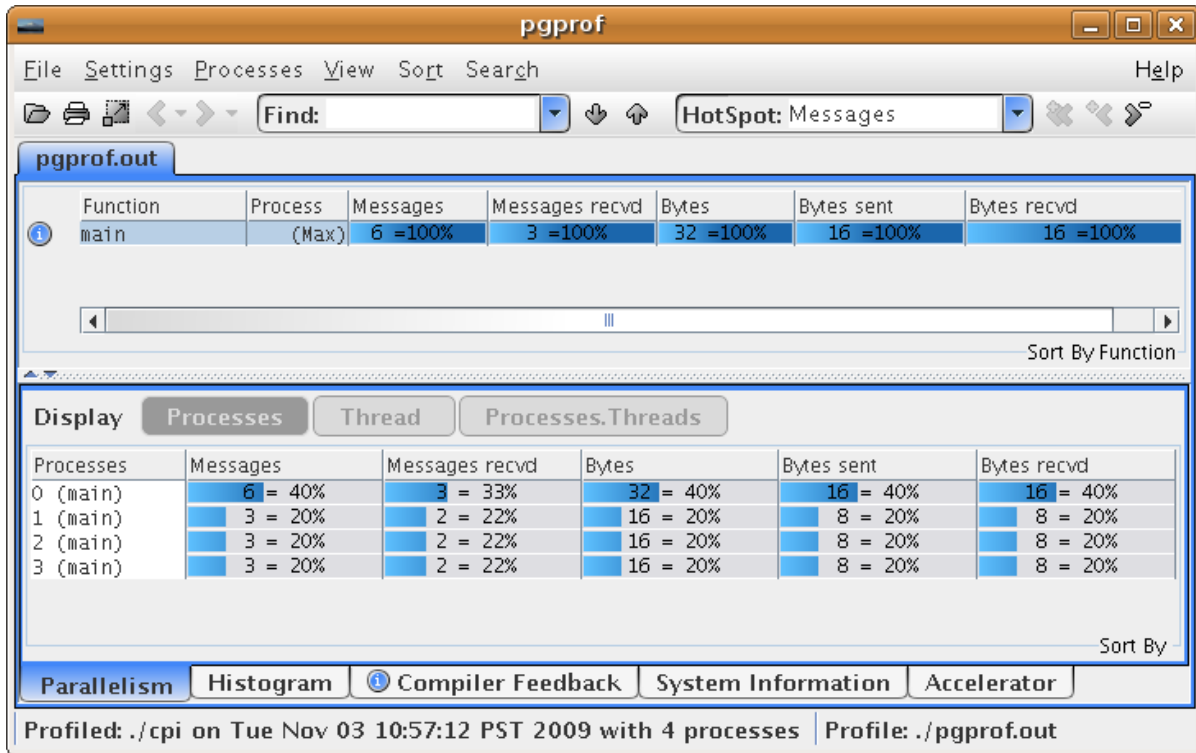 pgprof
File Settings Processes View Sort Search Help
Find: HotSpot: Messages
pgprof.out
Function Process Messages Messages recvd Bytes Bytes sent Bytes recvd
main (Max) 6 =100% 3 =100% 32 =100% 16 =100% 16 =100%
Sort By Function
Display Processes Thread Processes.Threads
Processes Messages Messages recvd Bytes Bytes sent Bytes recvd
0 (main) 6 = 40% 3 = 33% 32 = 40% 16 = 40% 16 = 40%
1 (main) 3 = 20% 2 = 22% 16 = 20% 8 = 20% 8 = 20%
2 (main) 3 = 20% 2 = 22% 16 = 20% 8 = 20% 8 = 20%
3 (main) 3 = 20% 2 = 22% 16 = 20% 8 = 20% 8 = 20%
Sort By
Parallelism Histogram Compiler Feedback System Information Accelerator
Profiled: ./cpi on Tue Nov 03 10:57:12 PST 2009 with 4 processes Profile: ./pgprof.out